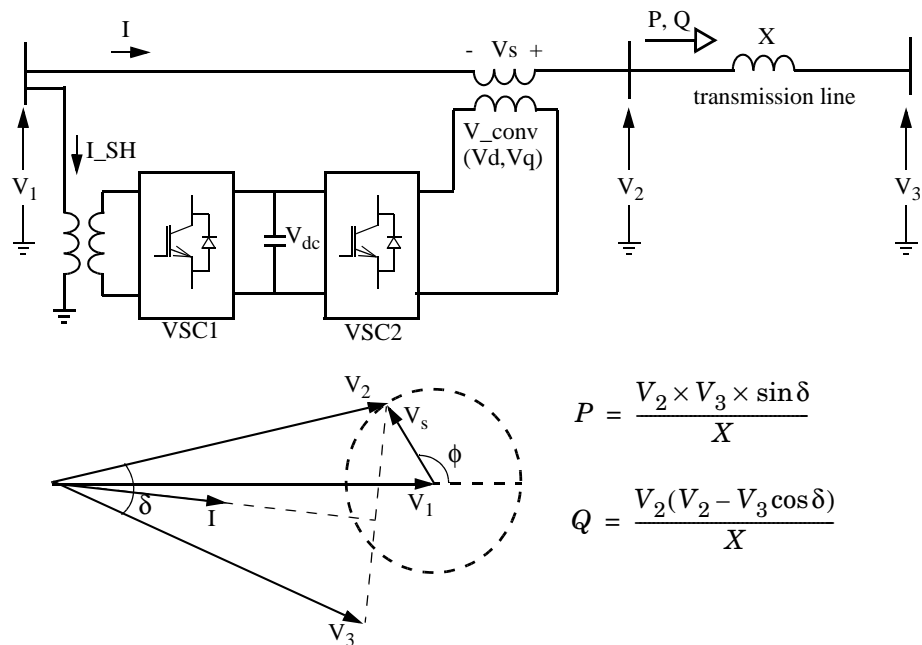 I
- Vs +
P, Q
X
transmission line
V_conv
(Vd,Vq)
I_SH
V1
V2
V3
Vdc
VSC1
VSC2
V2
Vs
ϕ
V1
δ
I
V3
P = V2 × V3 × sin δ / X
Q = V2(V2 – V3 cos δ) / X